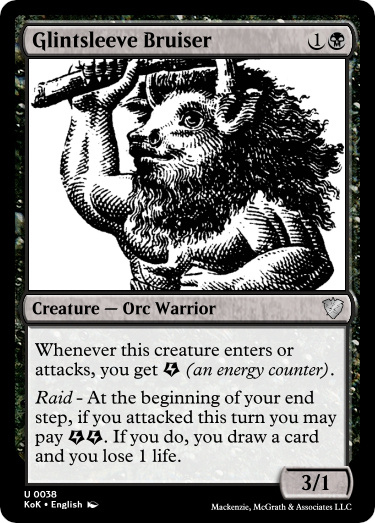 Glintsleeve Bruiser 1
Creature — Orc Warrior
Whenever this creature enters or
attacks, you get (an energy counter).
Raid - At the beginning of your end
step, if you attacked this turn you may
pay . If you do, you draw a card
and you lose 1 life.
3/1
U 0038
KoK • English
Mackenzie, McGrath & Associates LLC